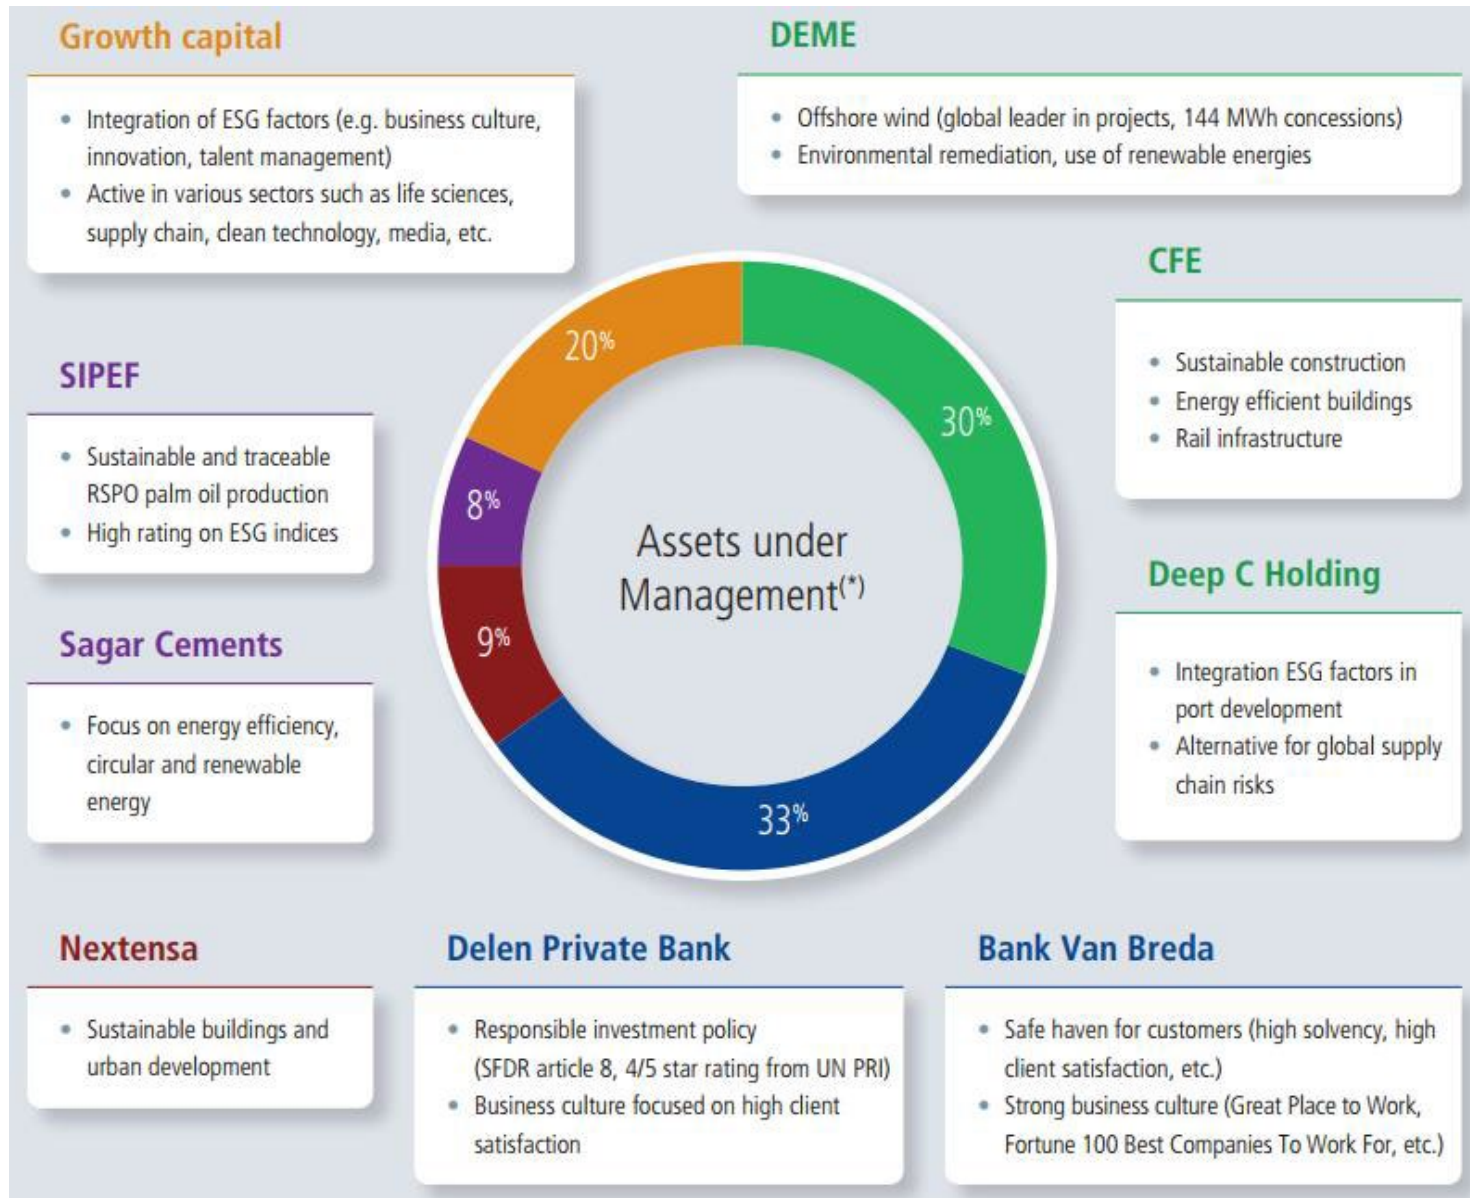 Growth capital
• Integration of ESG factors (e.g. business culture,
innovation, talent management)
• Active in various sectors such as life sciences,
supply chain, clean technology, media, etc.
DEME
• Offshore wind (global leader in projects, 144 MWh concessions)
• Environmental remediation, use of renewable energies
CFE
• Sustainable construction
• Energy efficient buildings
• Rail infrastructure
SIPEF
• Sustainable and traceable
RSPO palm oil production
• High rating on ESG indices
20%
30%
8%
9%
33%
Assets under
Management(*)
Deep C Holding
• Integration ESG factors in
port development
• Alternative for global supply
chain risks
Sagar Cements
• Focus on energy efficiency,
circular and renewable
energy
Nextensa
• Sustainable buildings and
urban development
Delen Private Bank
• Responsible investment policy
(SFDR article 8, 4/5 star rating from UN PRI)
• Business culture focused on high client
satisfaction
Bank Van Breda
• Safe haven for customers (high solvency, high
client satisfaction, etc.)
• Strong business culture (Great Place to Work,
Fortune 100 Best Companies To Work For, etc.)